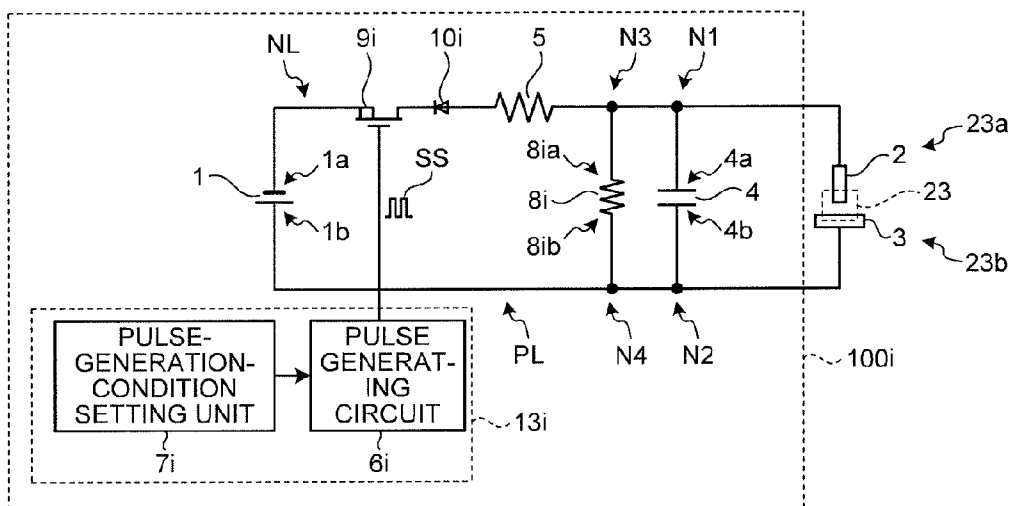 NL
9i
10i
5
N3
N1
23a
2
23
3
23b
1
1a
1b
SS
8ia
8i
8ib
4a
4
4b
PL
N4
N2
100i
PULSE-
GENERATION-
CONDITION
SETTING UNIT
7i
PULSE
GENERAT-
ING
CIRCUIT
6i
13i